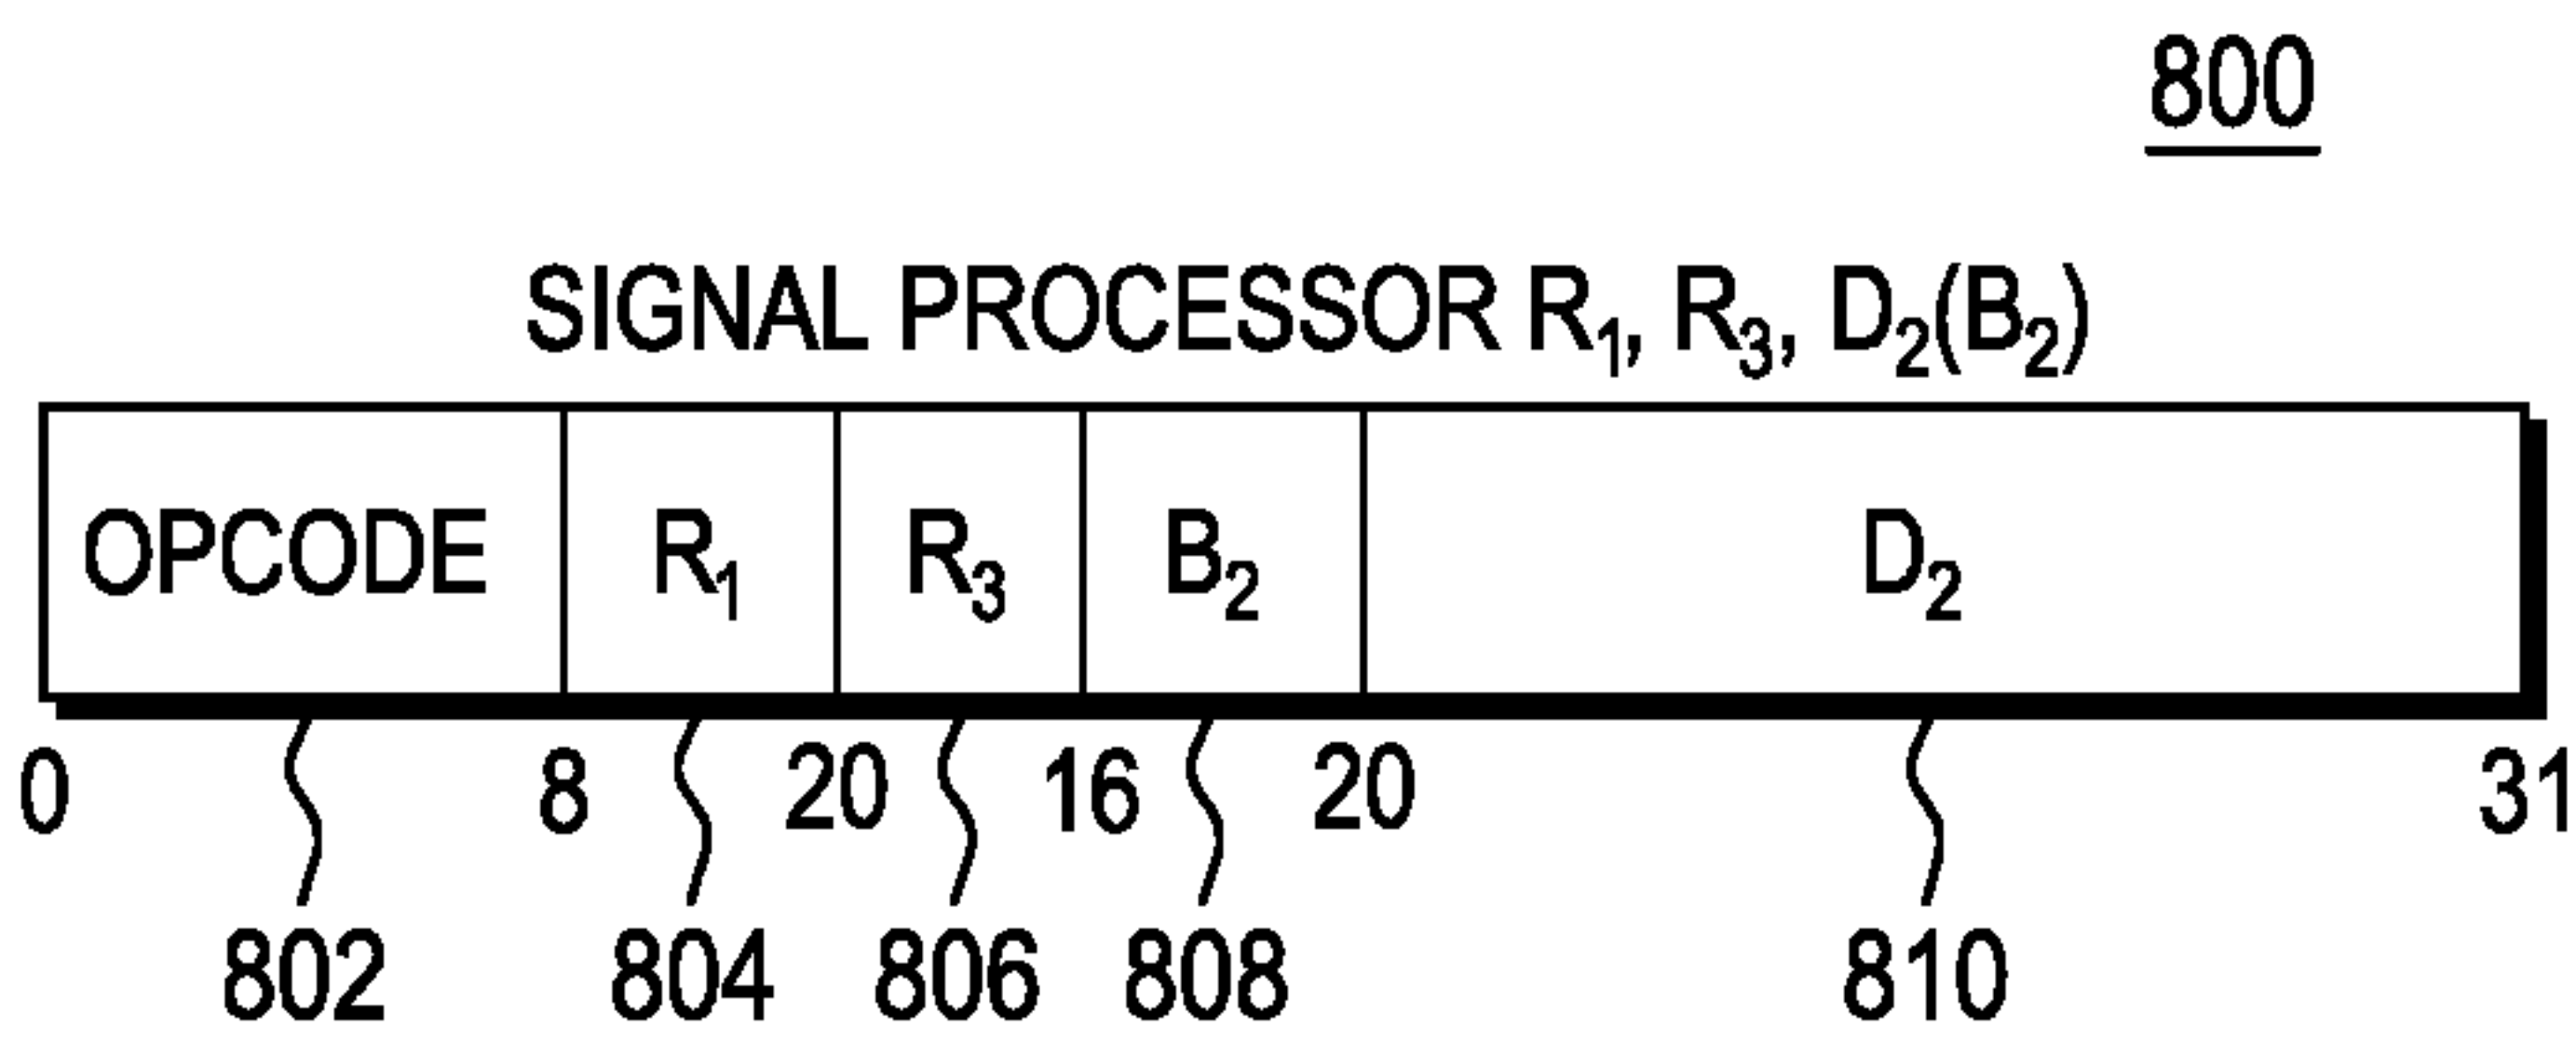 800
SIGNAL PROCESSOR R₁, R₃, D₂(B₂)
OPCODE R₁ R₃ B₂ D₂
0 8 20 16 20 31
802 804 806 808 810